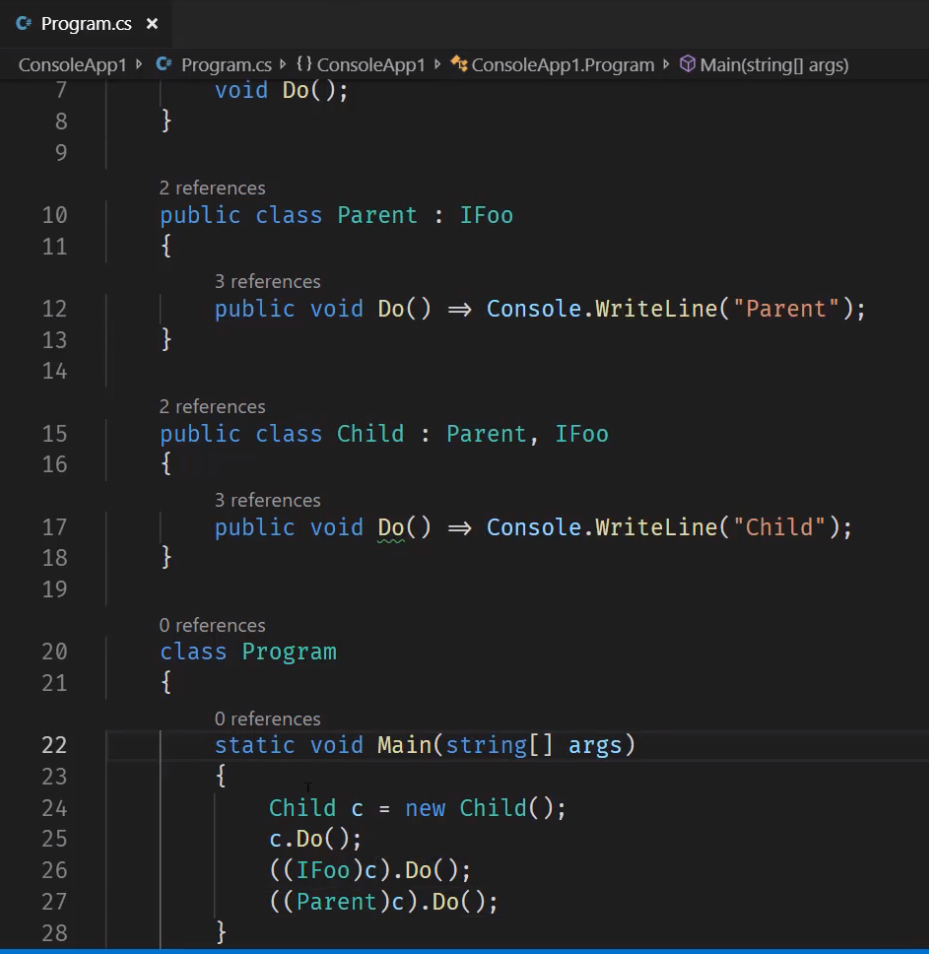 Program.cs ×
ConsoleApp1 Program.cs {} ConsoleApp1 ConsoleApp1.Program Main(string[] args)
7 void Do();
8 }
9
2 references
10 public class Parent : IFoo
11 {
3 references
12 public void Do() => Console.WriteLine("Parent");
13 }
14
2 references
15 public class Child : Parent, IFoo
16 {
3 references
17 public void Do() => Console.WriteLine("Child");
18 }
19
0 references
20 class Program
21 {
0 references
22 static void Main(string[] args)
23 {
24 Child c = new Child();
25 c.Do();
26 ((IFoo)c).Do();
27 ((Parent)c).Do();
28 }